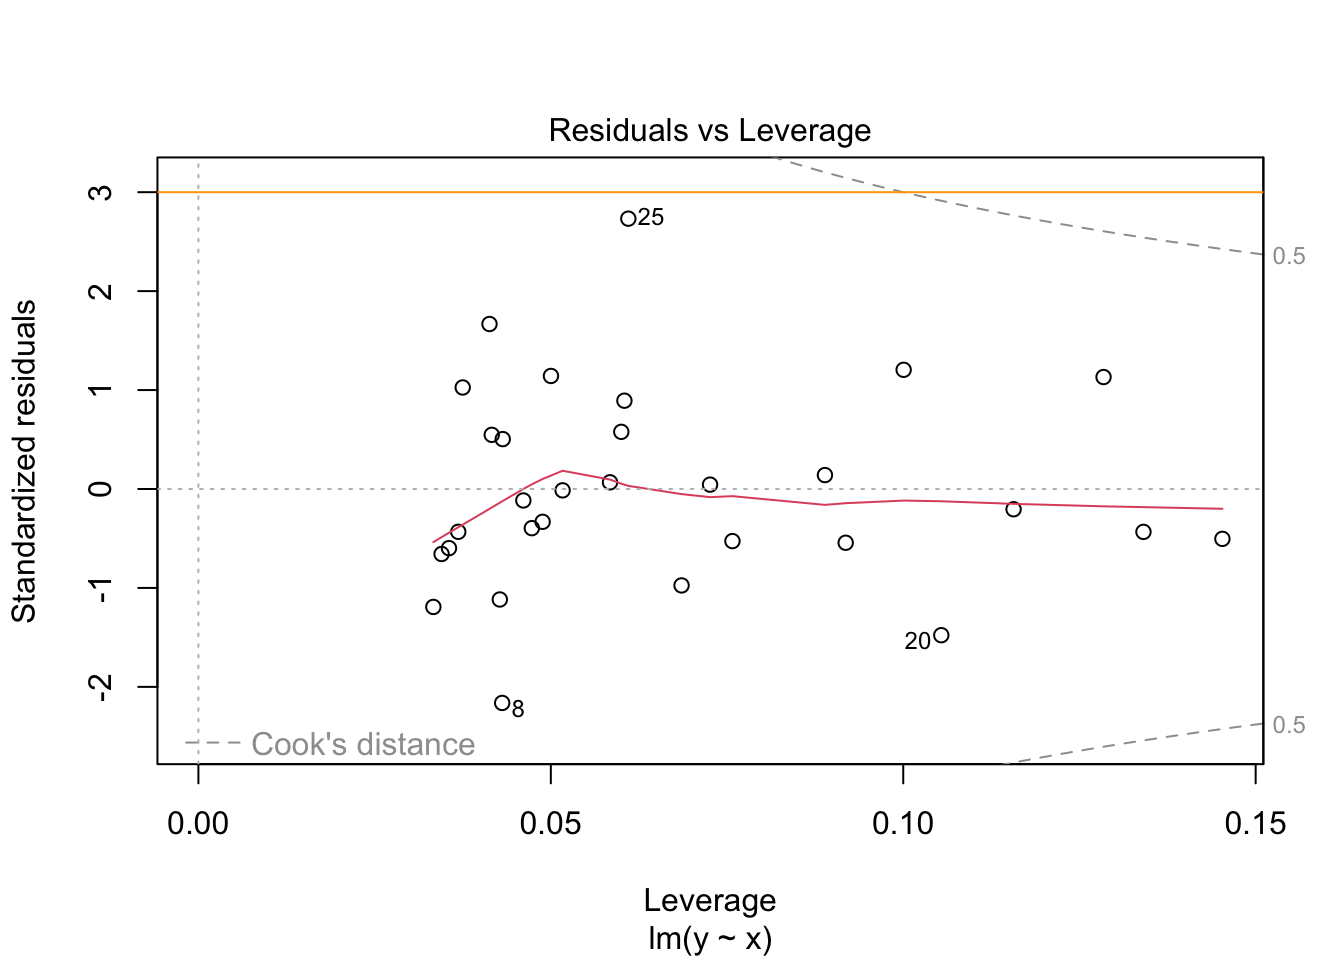 Residuals vs Leverage
Standardized residuals
3
2
1
0
-1
-2
25
20
8
0.5
0.5
Cook's distance
0.00 0.05 0.10 0.15
Leverage
lm(y ~ x)